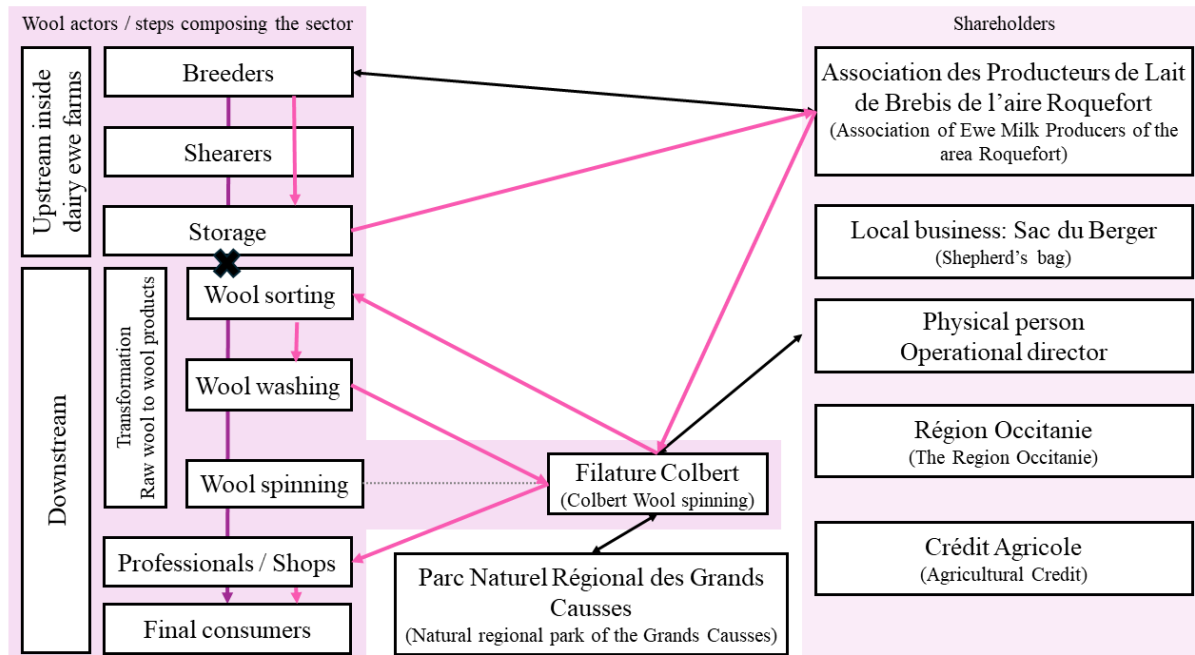 Wool actors / steps composing the sector
Upstream inside
dairy ewe farms
Breeders
Shearers
Storage
Downstream
Transformation
Raw wool to wool products
Wool sorting
Wool washing
Wool spinning
Professionals / Shops
Final consumers
Filature Colbert
(Colbert Wool spinning)
Parc Naturel Régional des Grands
Causses
(Natural regional park of the Grands Causses)
Shareholders
Association des Producteurs de Lait
de Brebis de l’aire Roquefort
(Association of Ewe Milk Producers of the
area Roquefort)
Local business: Sac du Berger
(Shepherd’s bag)
Physical person
Operational director
Région Occitanie
(The Region Occitanie)
Crédit Agricole
(Agricultural Credit)